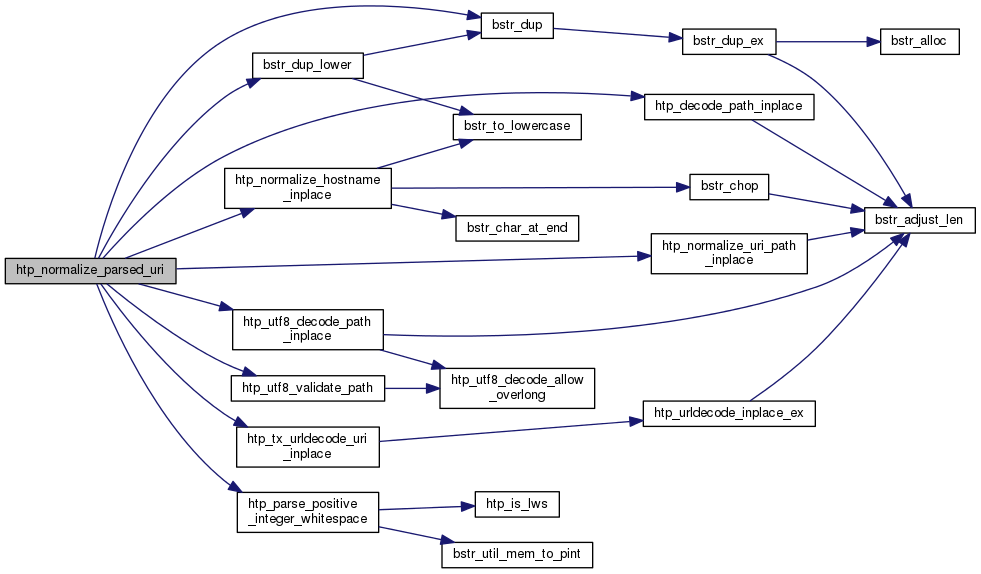 bstr_dup
bstr_dup_ex
bstr_alloc
bstr_dup_lower
htp_decode_path_inplace
bstr_to_lowercase
htp_normalize_hostname
_inplace
bstr_chop
bstr_char_at_end
bstr_adjust_len
htp_normalize_uri_path
_inplace
htp_normalize_parsed_uri
htp_utf8_decode_path
_inplace
htp_utf8_validate_path
htp_utf8_decode_allow
_overlong
htp_urldecode_inplace_ex
htp_tx_urldecode_uri
_inplace
htp_parse_positive
_integer_whitespace
htp_is_lws
bstr_util_mem_to_pint